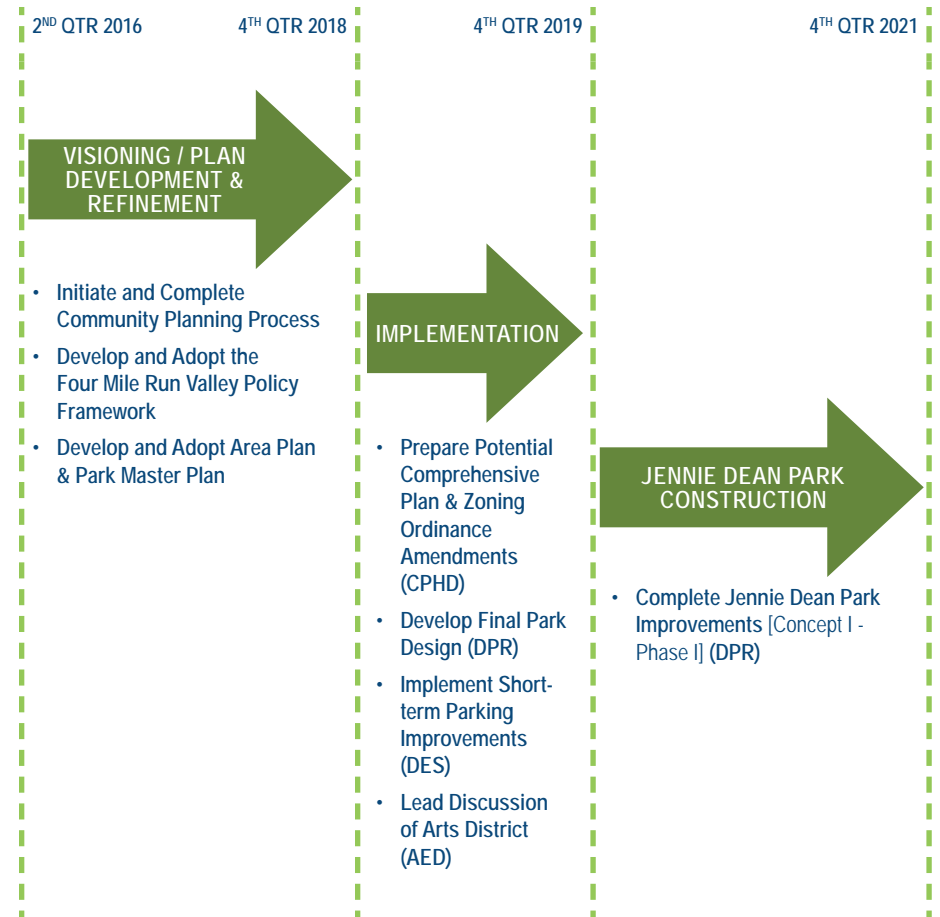 2ND QTR 2016
4TH QTR 2018
4TH QTR 2019
4TH QTR 2021
VISIONING / PLAN
DEVELOPMENT &
REFINEMENT
• Initiate and Complete
Community Planning Process
• Develop and Adopt the
Four Mile Run Valley Policy
Framework
• Develop and Adopt Area Plan
& Park Master Plan
IMPLEMENTATION
• Prepare Potential
Comprehensive
Plan & Zoning
Ordinance
Amendments
(CPHD)
• Develop Final Park
Design (DPR)
• Implement Short-
term Parking
Improvements
(DES)
• Lead Discussion
of Arts District
(AED)
JENNIE DEAN PARK
CONSTRUCTION
• Complete Jennie Dean Park
Improvements [Concept I -
Phase I] (DPR)